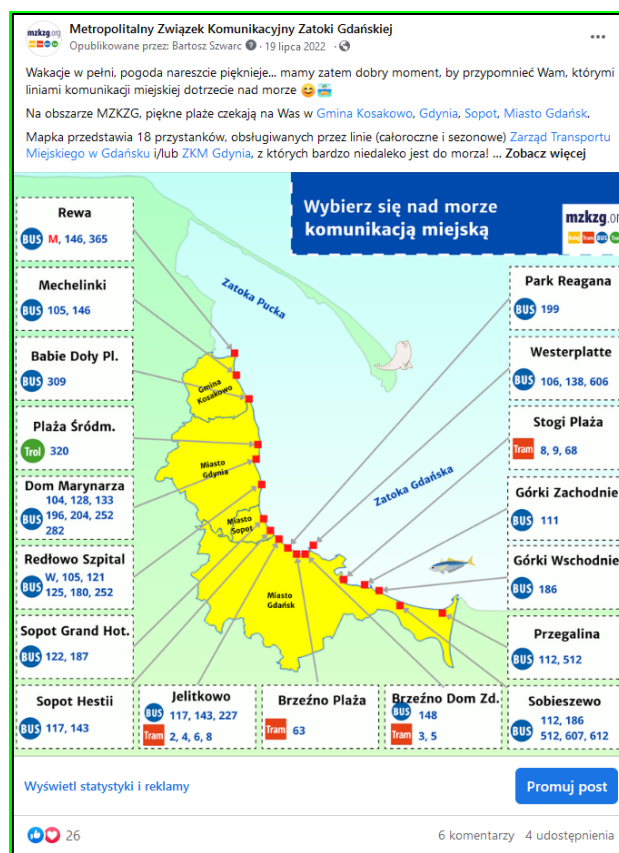 mzkzg.org
Metropolitalny Związek Komunikacyjny Zatoki Gdańskiej
Opublikowane przez: Bartosz Szwarc · 19 lipca 2022 ·
Wakacje w pełni, pogoda nareszcie pięknieje... mamy zatem dobry moment, by przypomnieć Wam, którymi
liniami komunikacji miejskiej dotrzecie nad morze
Na obszarze MZKZG, piękne plaże czekają na Was w Gmina Kosakowo, Gdynia, Sopot, Miasto Gdańsk.
Mapka przedstawia 18 przystanków, obsługiwanych przez linie (całoroczne i sezonowe) Zarząd Transportu
Miejskiego w Gdańsku i/lub ZKM Gdynia, z których bardzo niedaleko jest do morza! ... Zobacz więcej
Wybierz się nad morze
komunikacją miejską
mzkzg.org
Kolej Tram BUS Trol
Rewa
BUS M, 146, 365
Mechelinki
BUS 105, 146
Babie Doły Pl.
BUS 309
Plaża Śródm.
Trol 320
Dom Marynarza
104, 128, 133
BUS 196, 204, 252
282
Redłowo Szpital
BUS W, 105, 121
125, 180, 252
Sopot Grand Hot.
BUS 122, 187
Sopot Hestii
BUS 117, 143
Jelitkowo
BUS 117, 143, 227
Tram 2, 4, 6, 8
Brzeźno Plaża
Tram 63
Brzeźno Dom Zd.
BUS 148
Tram 3, 5
Sobieszewo
112, 186
BUS 512, 607, 612
Przegalina
BUS 112, 512
Górki Wschodnie
BUS 186
Górki Zachodnie
BUS 111
Stogi Plaża
Tram 8, 9, 68
Westerplatte
BUS 106, 138, 606
Park Reagana
BUS 199
Zatoka Pucka
Zatoka Gdańska
Gmina
Kosakowo
Miasto
Gdynia
Miasto
Sopot
Miasto
Gdańsk
Wyświetl statystyki i reklamy
Promuj post
26
6 komentarzy 4 udostępnienia